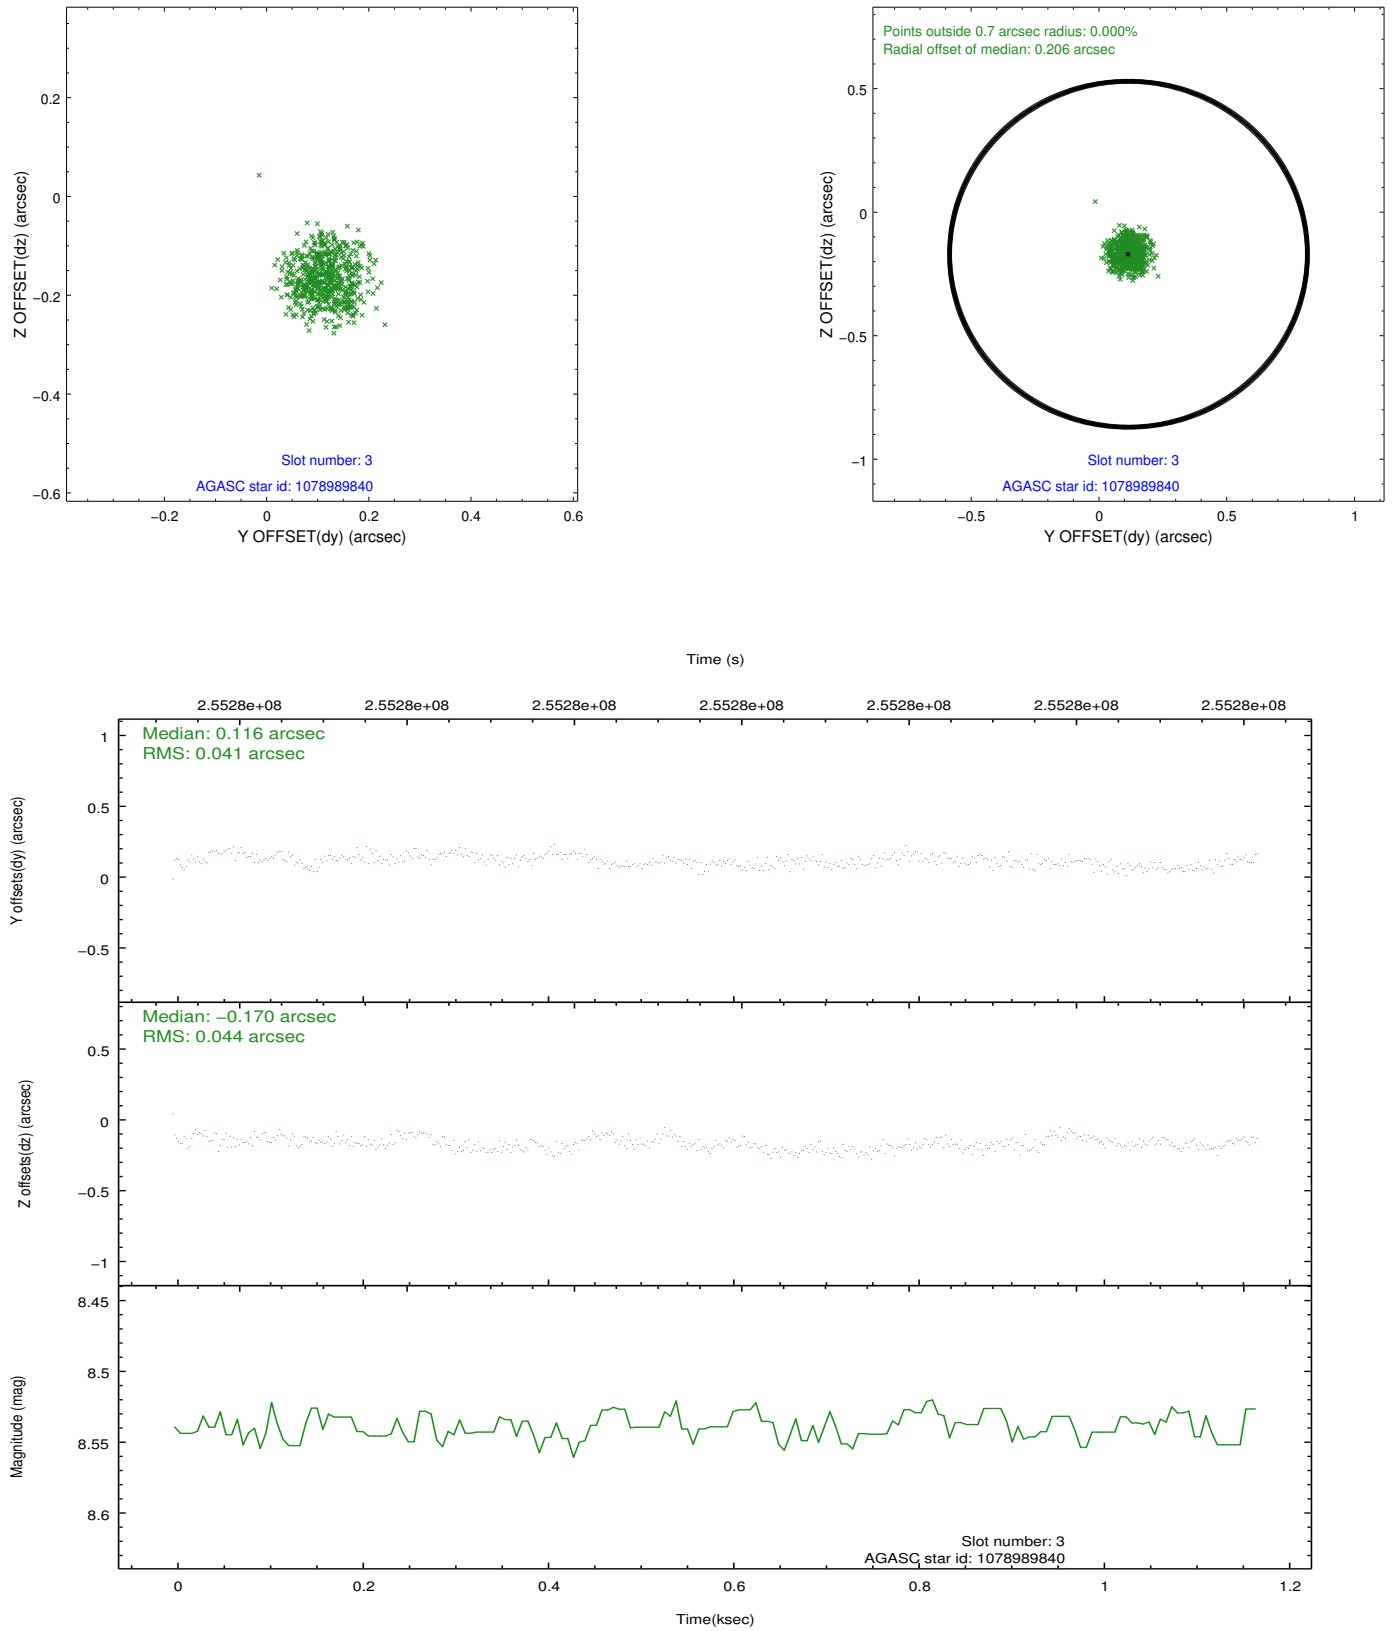 0.2
0
−0.2
−0.4
−0.6
Z OFFSET(dz) (arcsec)
Slot number: 3
AGASC star id: 1078989840
−0.2 0 0.2 0.4 0.6
Y OFFSET(dy) (arcsec)
Points outside 0.7 arcsec radius: 0.000%
Radial offset of median: 0.206 arcsec
0.5
0
−0.5
−1
Z OFFSET(dz) (arcsec)
Slot number: 3
AGASC star id: 1078989840
−0.5 0 0.5 1
Y OFFSET(dy) (arcsec)
Time (s)
2.5528e+08 2.5528e+08 2.5528e+08 2.5528e+08 2.5528e+08 2.5528e+08 2.5528e+08
Median: 0.116 arcsec
RMS: 0.041 arcsec
1
0.5
0
−0.5
Y offsets(dy) (arcsec)
Median: −0.170 arcsec
RMS: 0.044 arcsec
0.5
0
−0.5
−1
Z offsets(dz) (arcsec)
8.45
8.5
8.55
8.6
Magnitude (mag)
Slot number: 3
AGASC star id: 1078989840
0 0.2 0.4 0.6 0.8 1 1.2
Time(ksec)